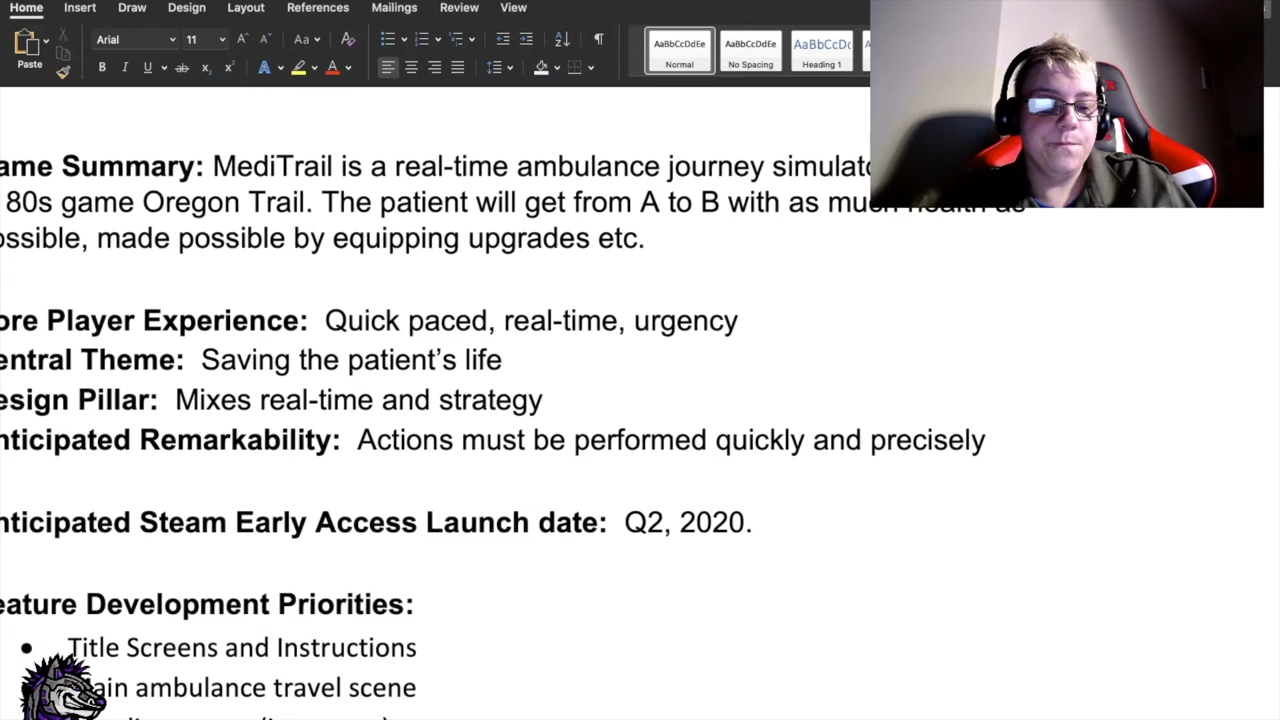 Home Insert Draw Design Layout References Mailings Review View
Paste Arial 11 Aa AaBbCcDdEe AaBbCcDdEe AaBbCcDc
Normal No Spacing Heading 1
ame Summary: MediTrail is a real-time ambulance journey simulato
80s game Oregon Trail. The patient will get from A to B with as much health as
ossible, made possible by equipping upgrades etc.
ore Player Experience: Quick paced, real-time, urgency
entral Theme: Saving the patient’s life
esign Pillar: Mixes real-time and strategy
nticipated Remarkability: Actions must be performed quickly and precisely
nticipated Steam Early Access Launch date: Q2, 2020.
eature Development Priorities:
• Title Screens and Instructions
ain ambulance travel scene